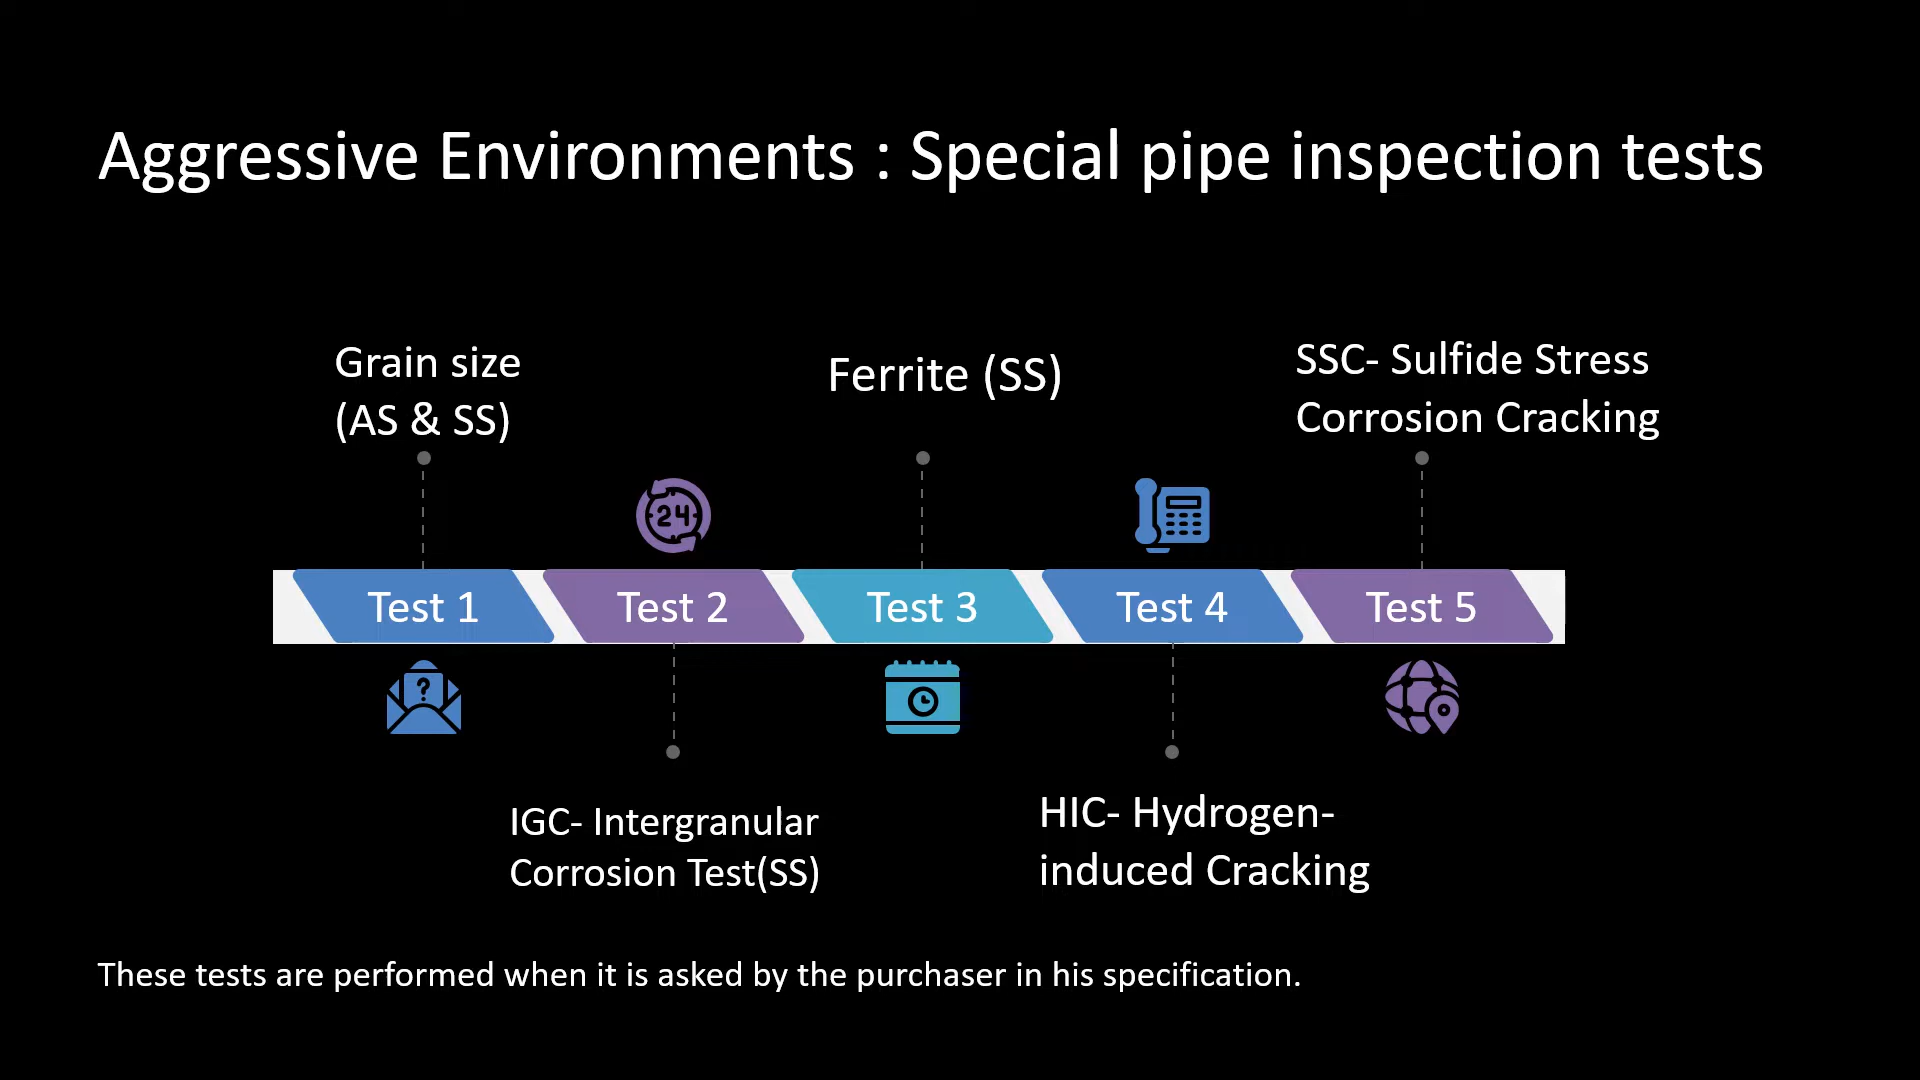 Aggressive Environments : Special pipe inspection tests
Grain size
(AS & SS)
Ferrite (SS)
SSC- Sulfide Stress
Corrosion Cracking
24
Test 1
Test 2
Test 3
Test 4
Test 5
?
IGC- Intergranular
Corrosion Test(SS)
HIC- Hydrogen-
induced Cracking
These tests are performed when it is asked by the purchaser in his specification.